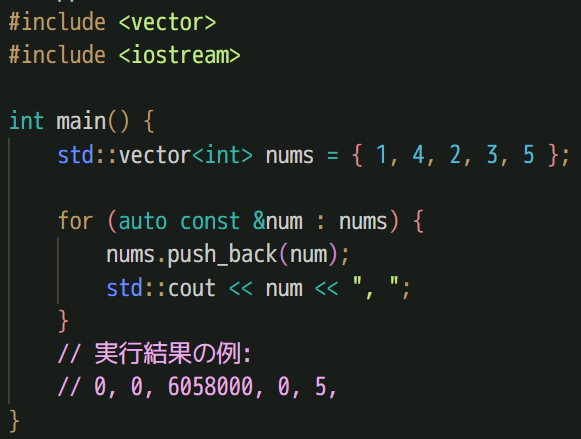 #include <vector>
#include <iostream>

int main() {
    std::vector<int> nums = { 1, 4, 2, 3, 5 };

    for (auto const &num : nums) {
        nums.push_back(num);
        std::cout << num << ", ";
    }
    // 実行結果の例:
    // 0, 0, 6058000, 0, 5,
}